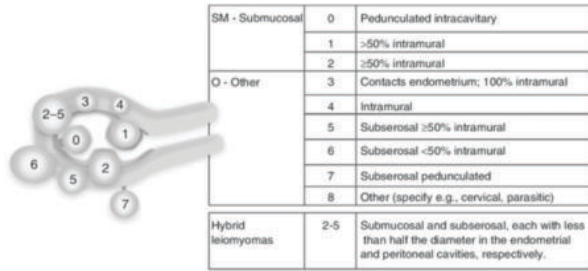 SM - Submucosal 0 Pedunculated intracavitary
1 >50% intramural
2 ≥50% intramural
O - Other 3 Contacts endometrium; 100% intramural
4 Intramural
5 Subserosal ≥50% intramural
6 Subserosal <50% intramural
7 Subserosal pedunculated
8 Other (specify e.g., cervical, parasitic)
Hybrid leiomyomas 2-5 Submucosal and subserosal, each with less
than half the diameter in the endometrial
and peritoneal cavities, respectively.
3
4
2–5
0
1
6
5
2
7